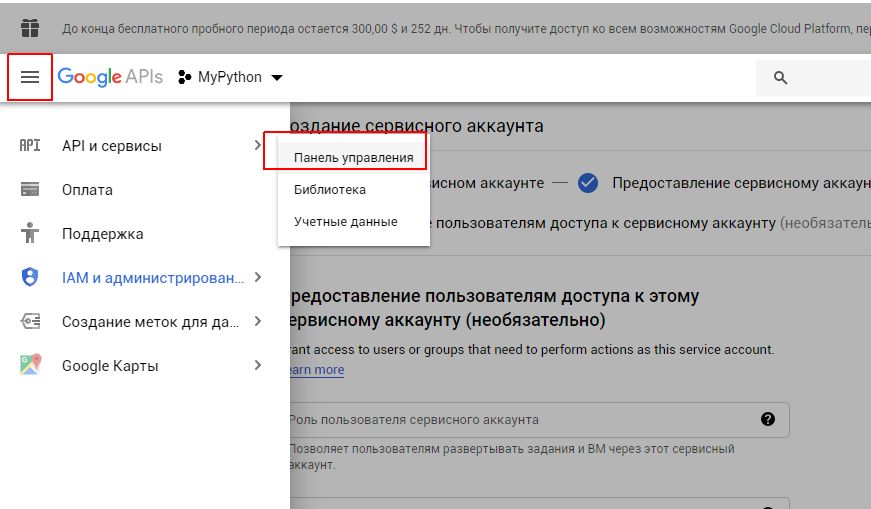 До конца бесплатного пробного периода остается 300,00 $ и 252 дн. Чтобы получите доступ ко всем возможностям Google Cloud Platform, пе
Google APIs MyPython
оздание сервисного аккаунта
API API и сервисы
Панель управления
висном аккаунте — Предоставление сервисному аккаун
Оплата
Библиотека
Учетные данные
е пользователям доступа к сервисному аккаунту (необязатель
Поддержка
IAM и администрирован...
редоставление пользователям доступа к этому
ервисному аккаунту (необязательно)
Создание меток для да...
rant access to users or groups that need to perform actions as this service account.
earn more
Google Карты
Роль пользователя сервисного аккаунта
Позволяет пользователям развертывать задания и ВМ через этот сервисный
аккаунт.